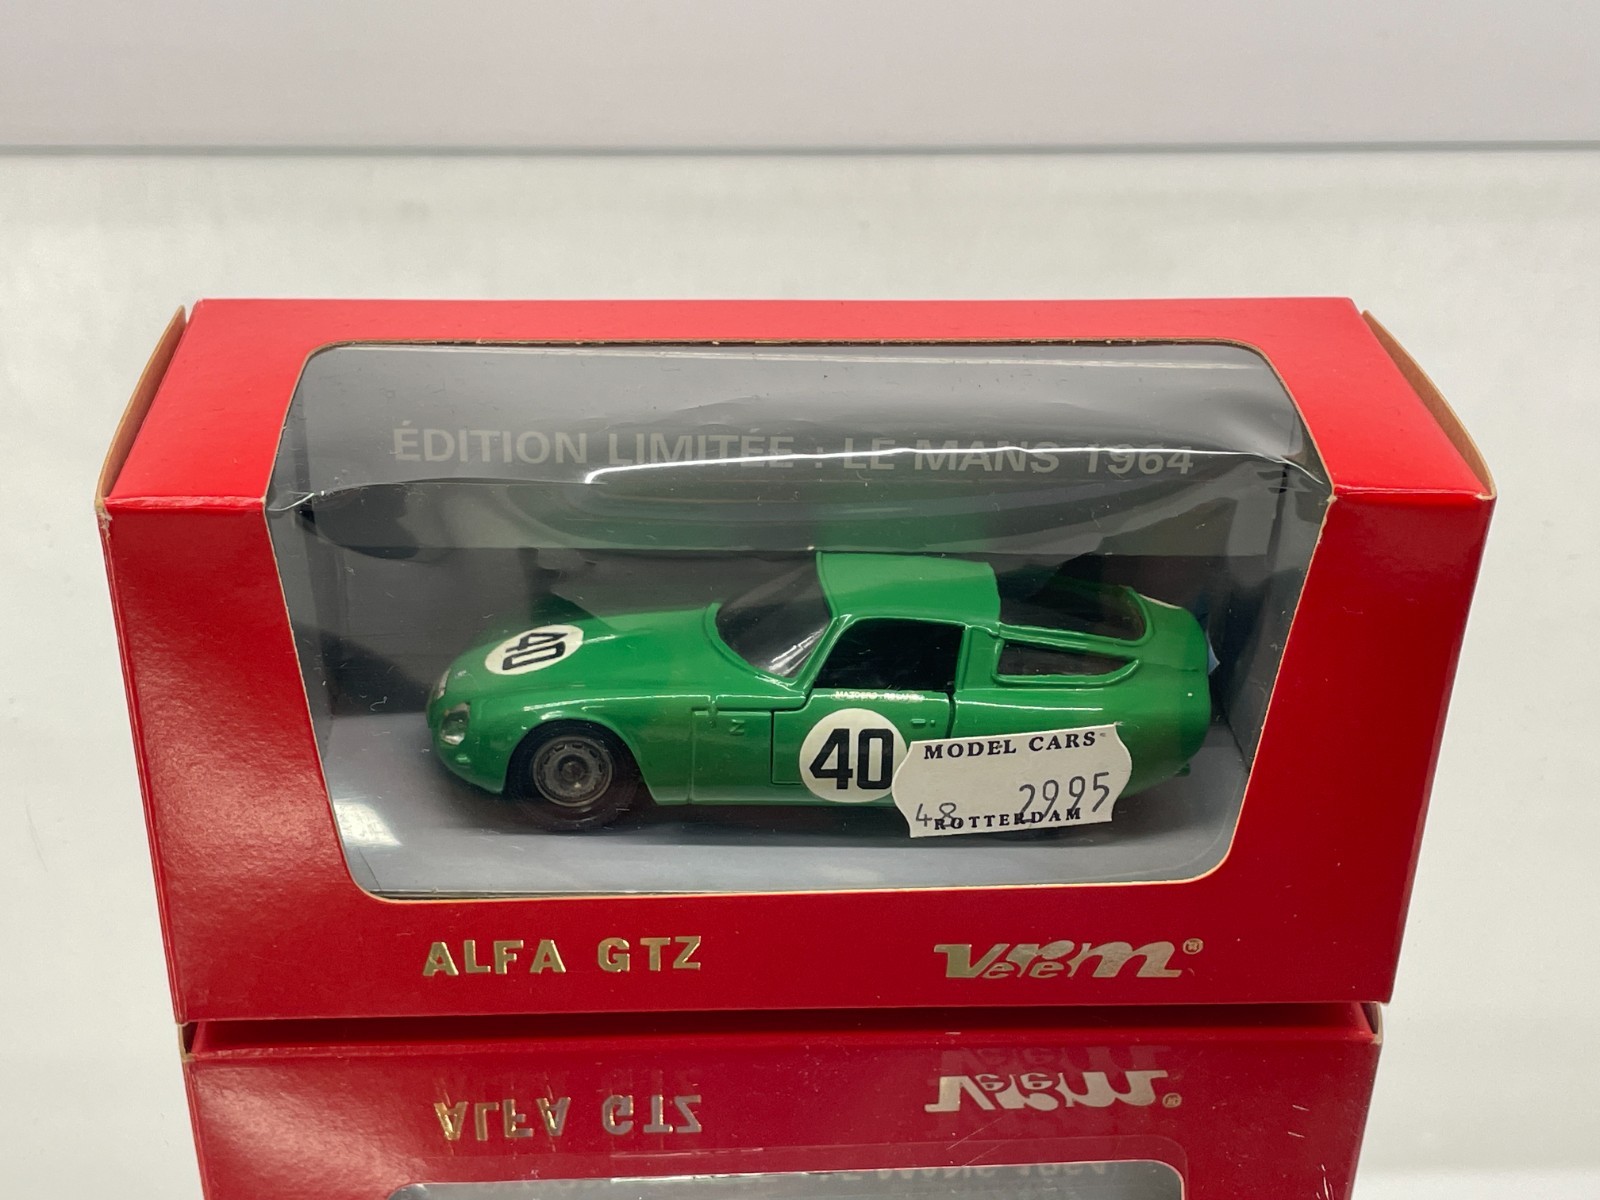 ÉDITION LIMITÉE : LE MANS 1964
40
40
Z
MODEL CARS
48 2995
ROTTERDAM
ALFA GTZ
Verem®